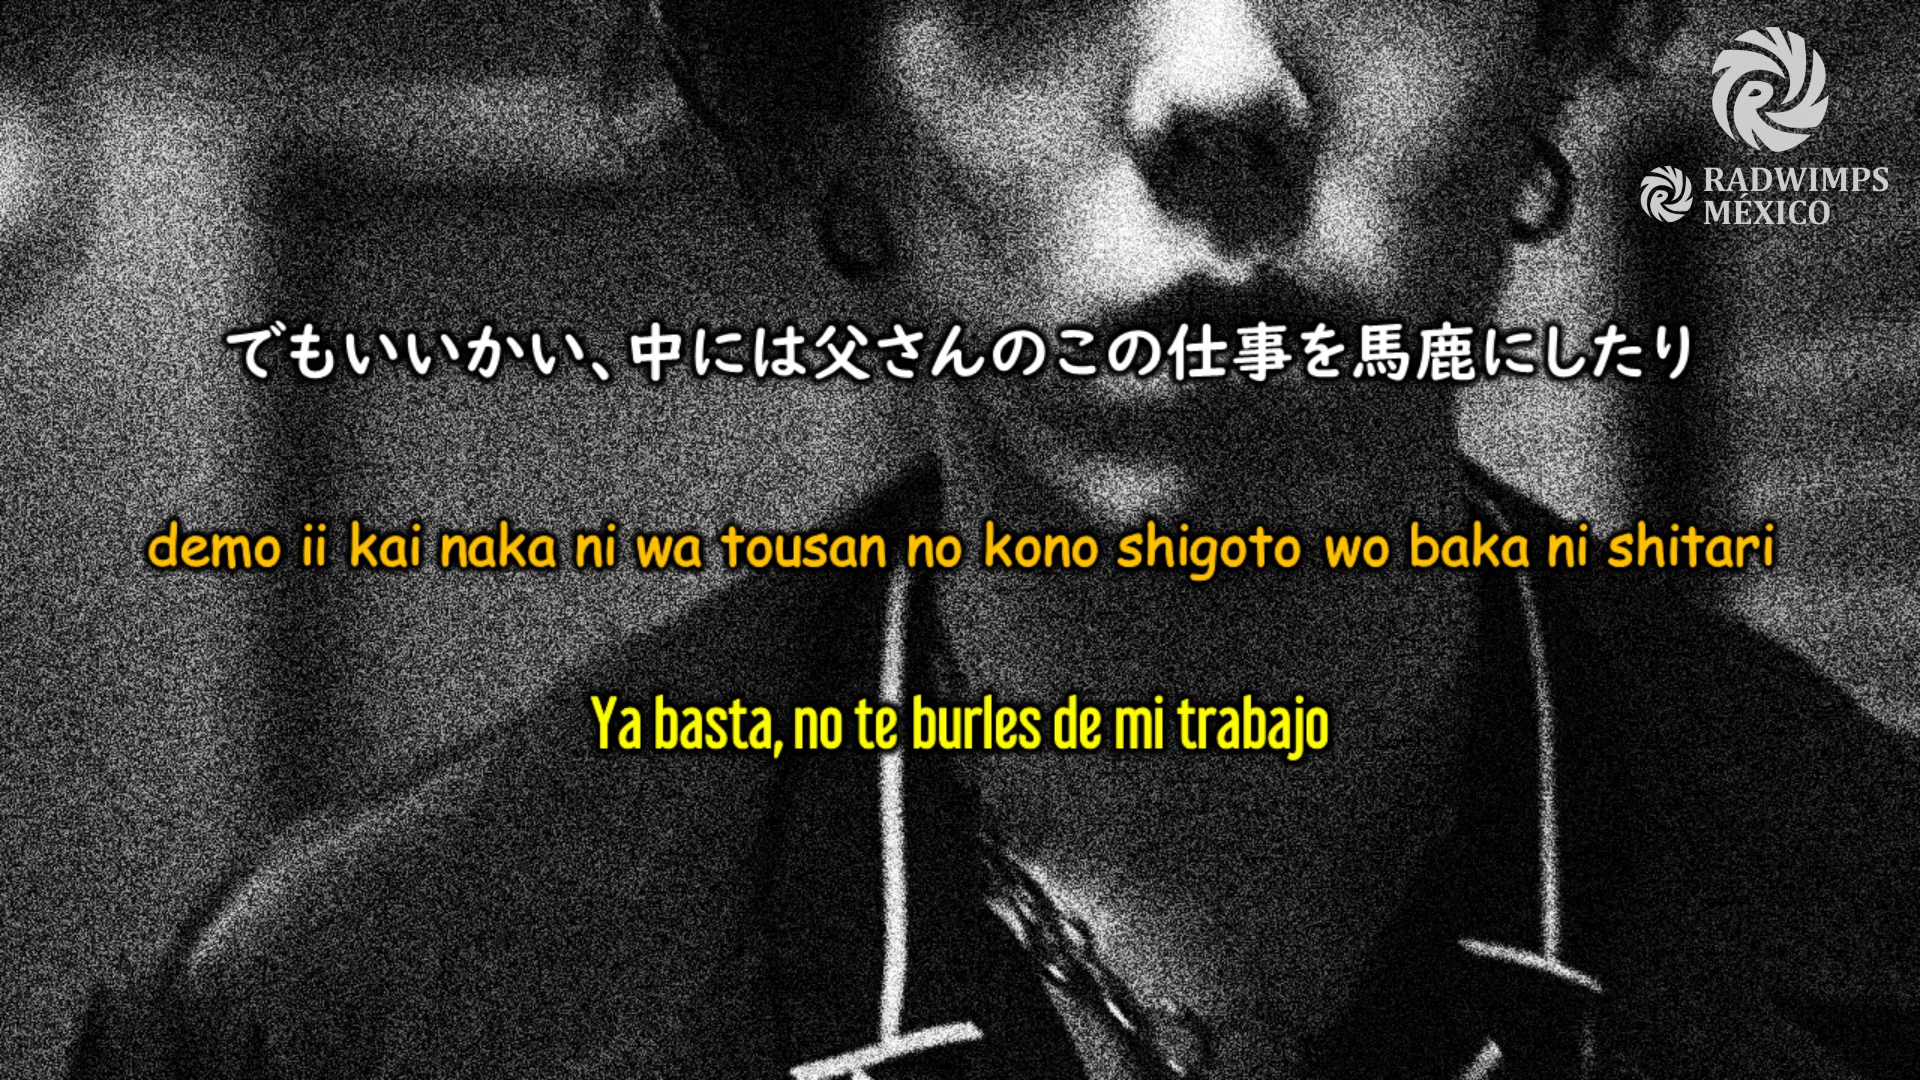 RADWIMPS
MÉXICO
でもいいかい、中には父さんのこの仕事を馬鹿にしたり
demo ii kai naka ni wa tousan no kono shigoto wo baka ni shitari
Ya basta, no te burles de mi trabajo